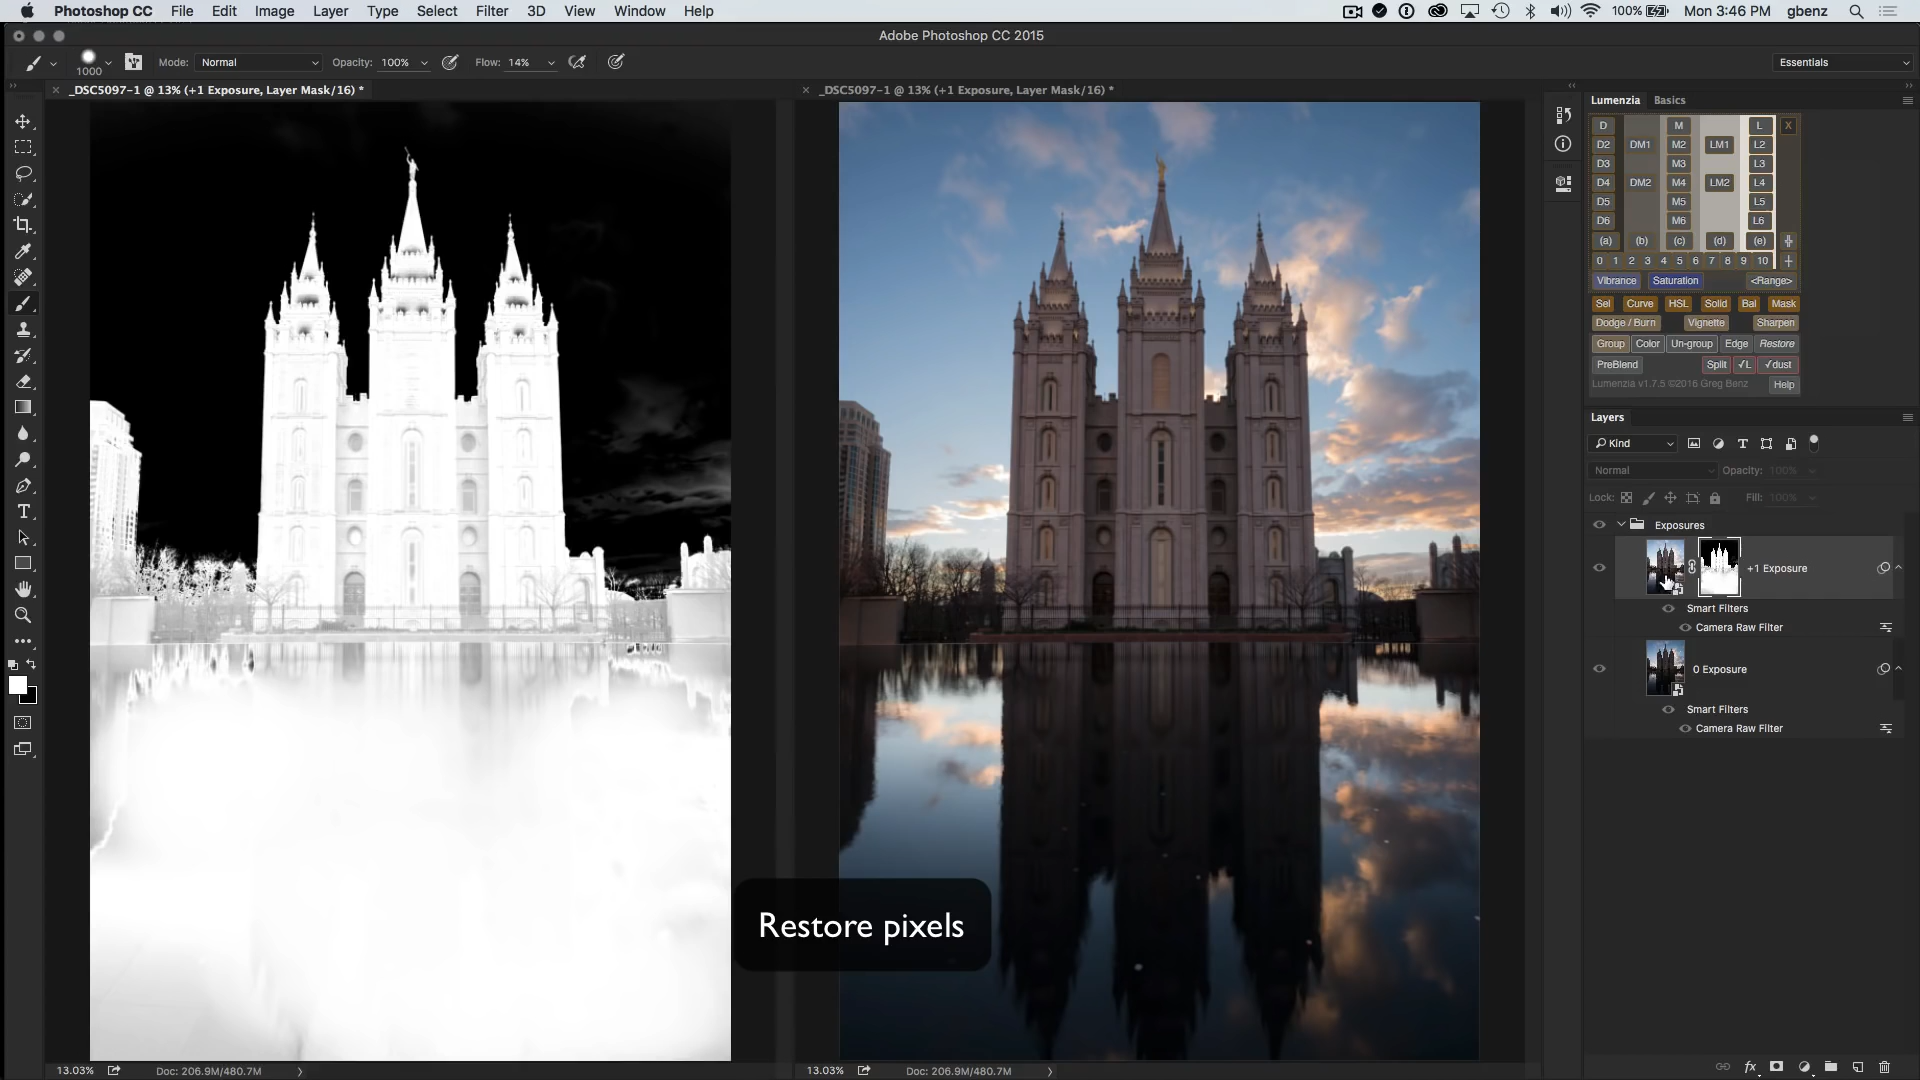 Photoshop CC File Edit Image Layer Type Select Filter 3D View Window Help 100% Mon 3:46 PM gbenz
Adobe Photoshop CC 2015
1000 Mode: Normal Opacity: 100% Flow: 14% Essentials
_DSC5097-1 @ 13% (+1 Exposure, Layer Mask/16) *
_DSC5097-1 @ 13% (+1 Exposure, Layer Mask/16) *
Lumenzia Basics
D M L X
D2 DM1 M2 LM1 L2
D3 M3 L3
D4 DM2 M4 LM2 L4
D5 M5 L5
D6 M6 L6
(a) (b) (c) (d) (e)
0 1 2 3 4 5 6 7 8 9 10
Vibrance Saturation <Range>
Sel Curve HSL Solid Bal Mask
Dodge / Burn Vignette Sharpen
Group Color Un-group Edge Restore
PreBlend Split √L √dust
Lumenzia v1.7.5 ©2016 Greg Benz Help
Layers
Kind
Normal Opacity: 100%
Lock: Fill: 100%
Exposures
+1 Exposure
Smart Filters
Camera Raw Filter
0 Exposure
Smart Filters
Camera Raw Filter
Restore pixels
13.03% Doc: 206.9M/480.7M
13.03% Doc: 206.9M/480.7M